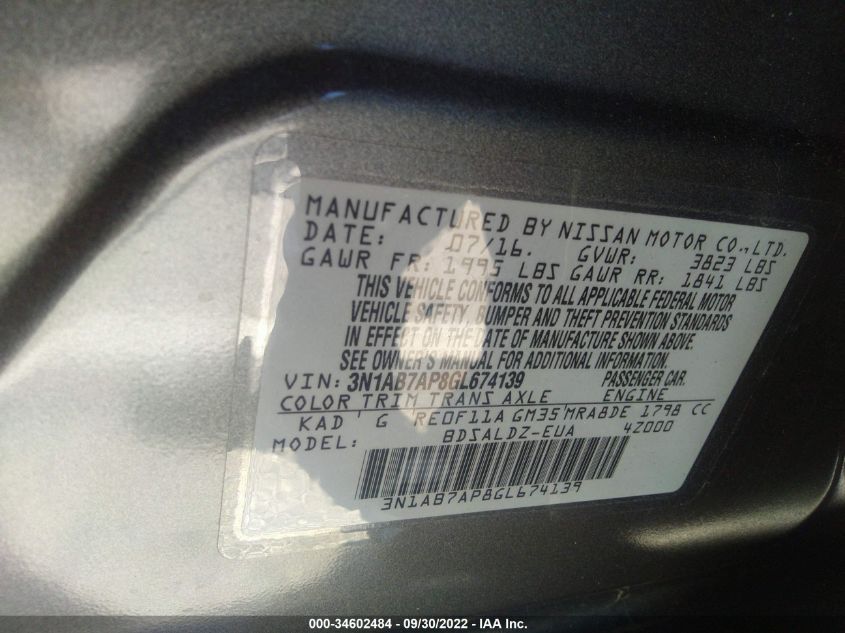 MANUFACTURED BY NISSAN MOTOR CO.,LTD.
DATE: 07/16. GVWR: 3823 LBS
GAWR FR: 1995 LBS GAWR RR: 1841 LBS
THIS VEHICLE CONFORMS TO ALL APPLICABLE FEDERAL MOTOR
VEHICLE SAFETY, BUMPER AND THEFT PREVENTION STANDARDS
IN EFFECT ON THE DATE OF MANUFACTURE SHOWN ABOVE.
SEE OWNER'S MANUAL FOR ADDITIONAL INFORMATION.
VIN: 3N1AB7AP8GL674139 PASSENGER CAR.
COLOR TRIM TRANS AXLE ENGINE
KAD ' G RE0F11A GM35 MRA8DE 1798 CC
MODEL: BDSALDZ-EUA 4Z000
3N1AB7AP8GL674139
000-34602484 - 09/30/2022 - IAA Inc.